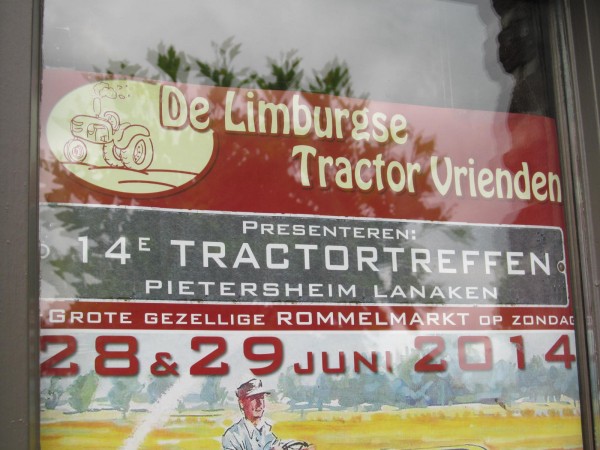 De Limburgse
Tractor Vrienden
Presenteren:
14e TRACTORTREFFEN
PIETERSHEIM LANAKEN
GROTE GEZELLIGE ROMMELMARKT OP ZONDAG
28 & 29 JUNI 2014